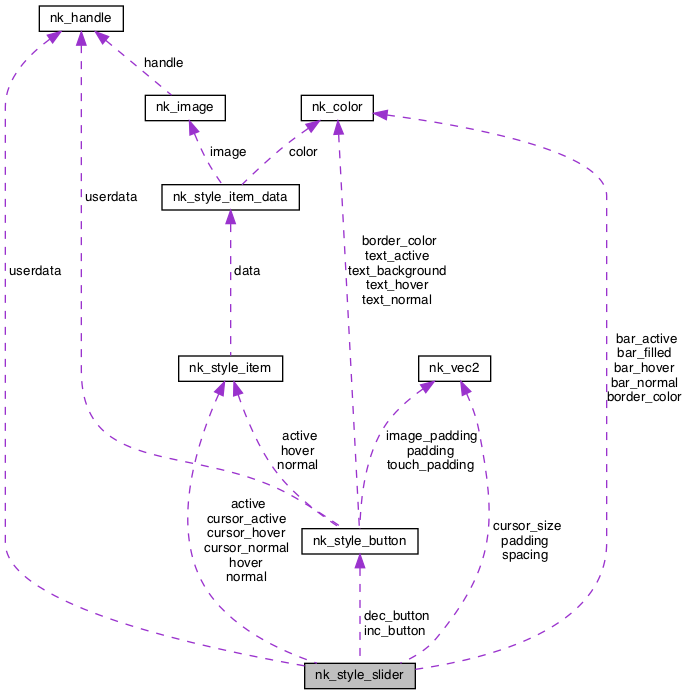 nk_handle
handle
nk_image
nk_color
image
color
nk_style_item_data
userdata
border_color
text_active
text_background
text_hover
text_normal
userdata
data
bar_active
bar_filled
bar_hover
bar_normal
border_color
nk_style_item
nk_vec2
active
hover
normal
image_padding
padding
touch_padding
active
cursor_active
cursor_hover
cursor_normal
hover
normal
cursor_size
padding
spacing
nk_style_button
dec_button
inc_button
nk_style_slider